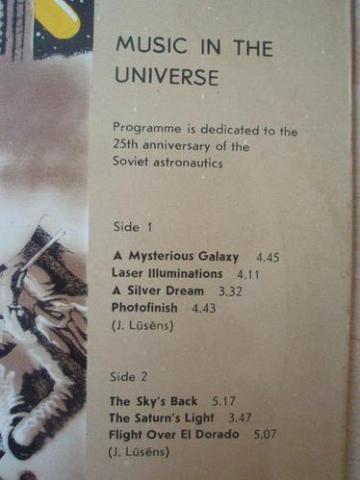 MUSIC IN THE
UNIVERSE
Programme is dedicated to the
25th anniversary of the
Soviet astronautics
Side 1
A Mysterious Galaxy 4.45
Laser Illuminations 4.11
A Silver Dream 3.32
Photofinish 4.43
(J. Lūsēns)
Side 2
The Sky's Back 5.17
The Saturn's Light 3.47
Flight Over El Dorado 5.07
(J. Lūsēns)